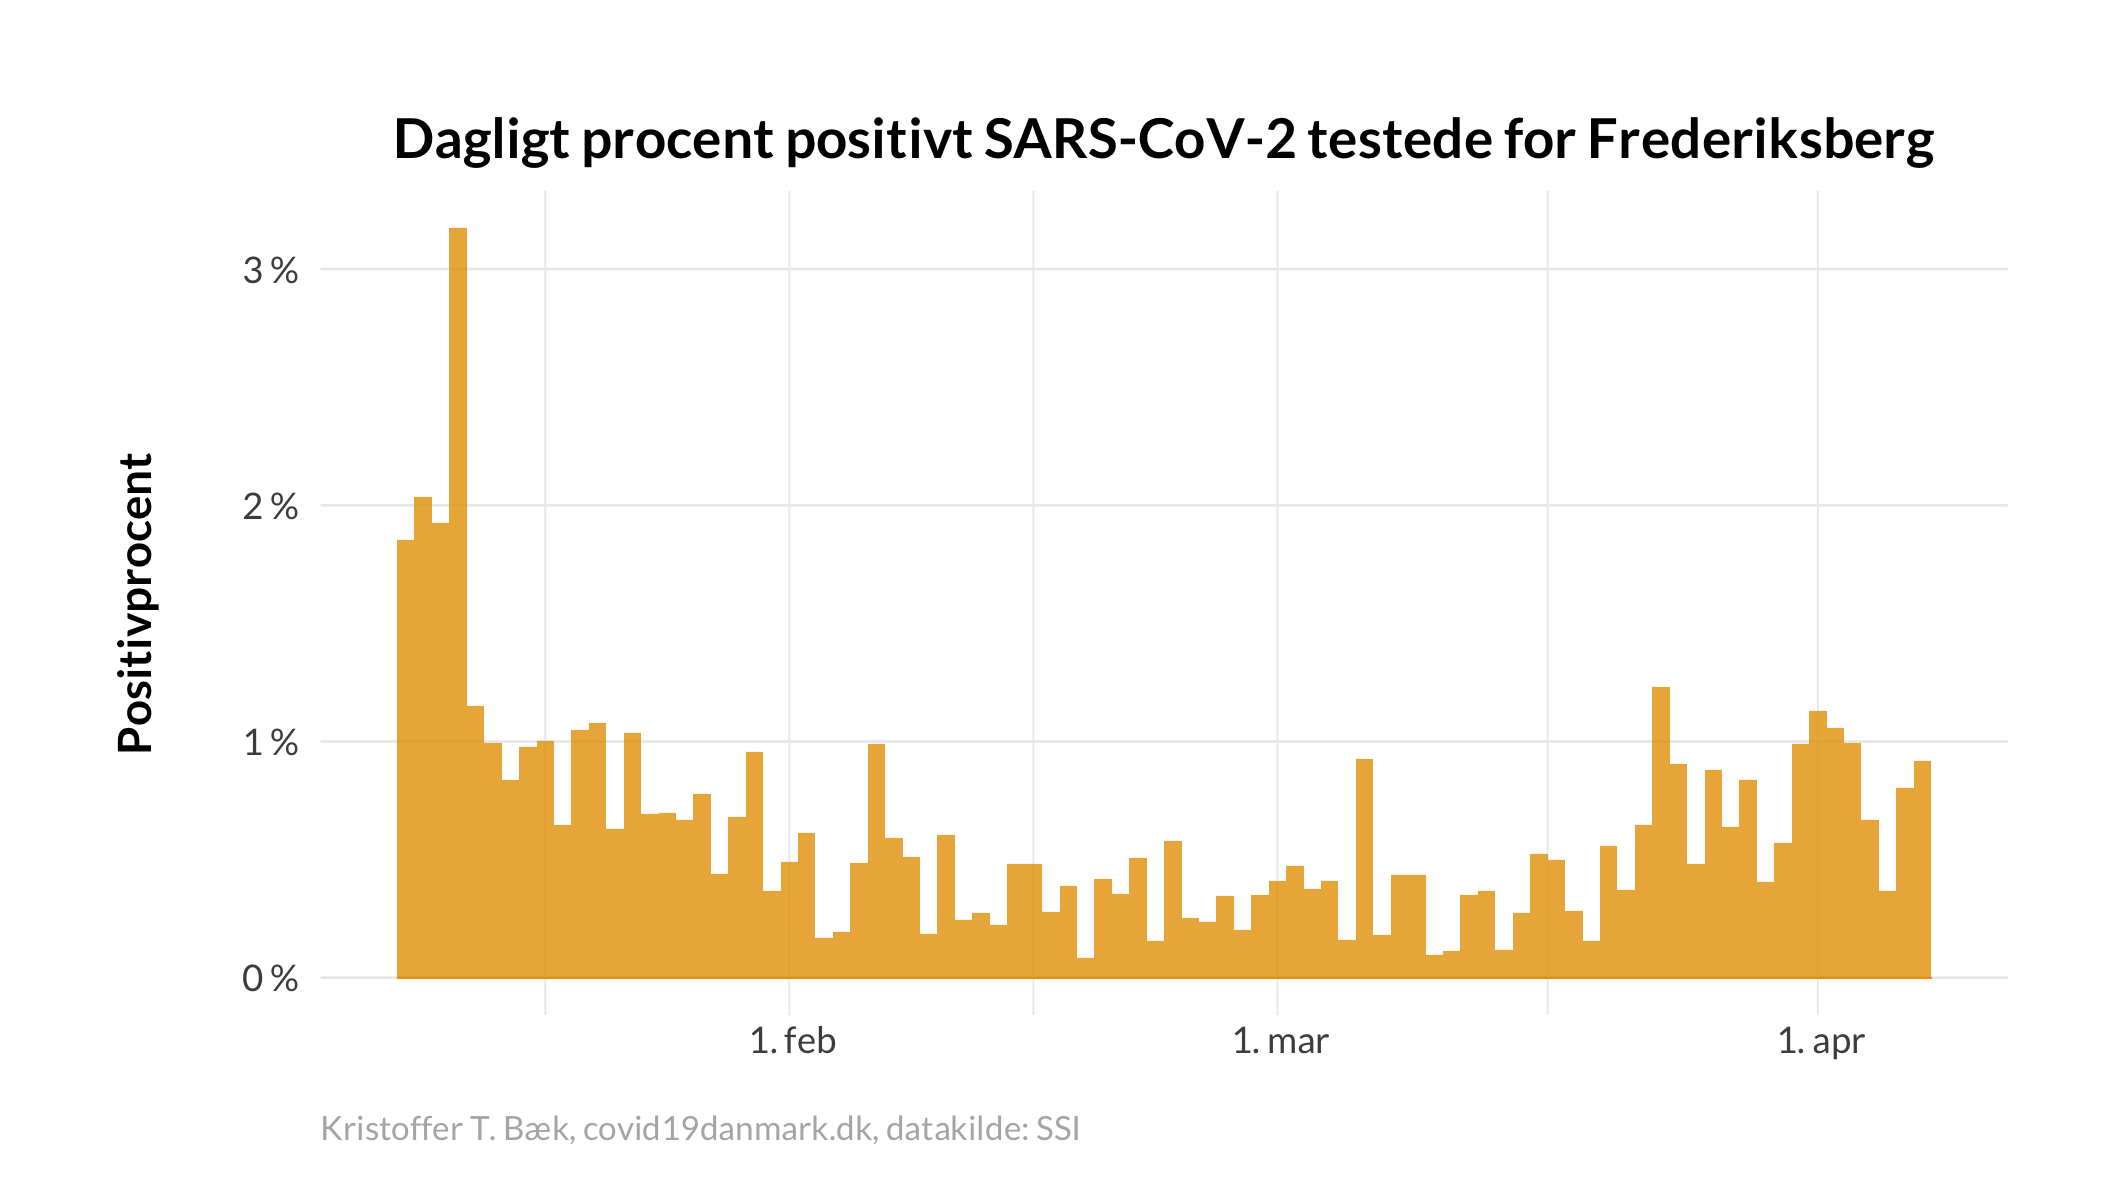 Dagligt procent positivt SARS-CoV-2 testede for Frederiksberg
Positivprocent
3 %
2 %
1 %
0 %
1. feb
1. mar
1. apr
Kristoffer T. Bæk, covid19danmark.dk, datakilde: SSI